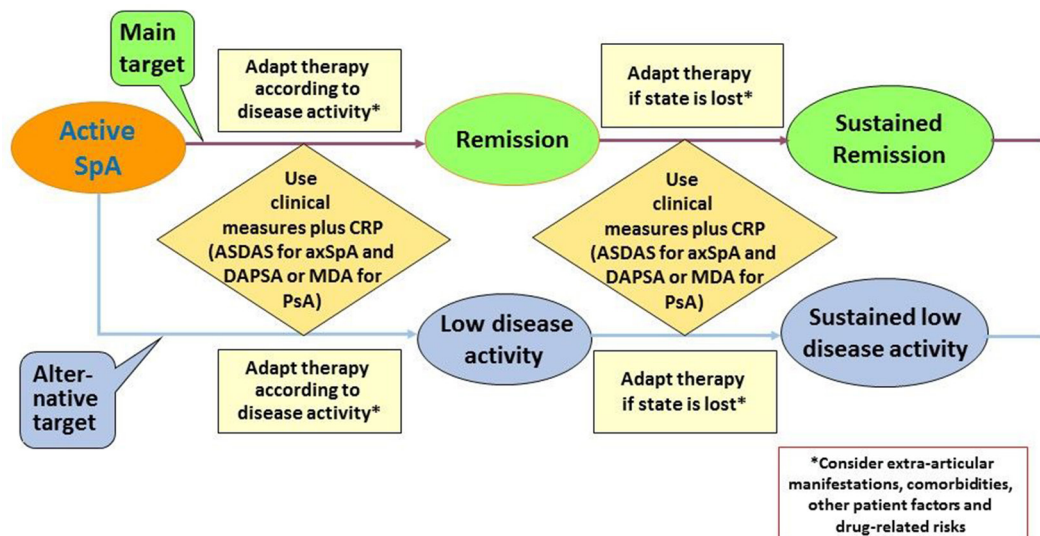 Main
target
Adapt therapy
according to
disease activity*
Adapt therapy
if state is lost*
Active
SpA
Remission
Sustained
Remission
Use
clinical
measures plus CRP
(ASDAS for axSpA and
DAPSA or MDA for
PsA)
Use
clinical
measures plus CRP
(ASDAS for axSpA and
DAPSA or MDA for
PsA)
Low disease
activity
Sustained low
disease activity
Alter-
native
target
Adapt therapy
according to
disease activity*
Adapt therapy
if state is lost*
*Consider extra-articular
manifestations, comorbidities,
other patient factors and
drug-related risks